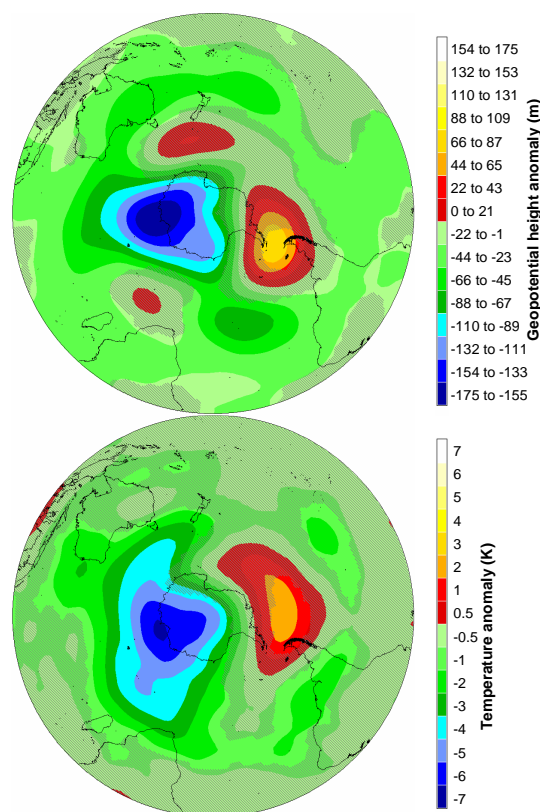 154 to 175
132 to 153
110 to 131
88 to 109
66 to 87
44 to 65
22 to 43
0 to 21
-22 to -1
-44 to -23
-66 to -45
-88 to -67
-110 to -89
-132 to -111
-154 to -133
-175 to -155
Geopotential height anomaly (m)
7
6
5
4
3
2
1
0.5
-0.5
-1
-2
-3
-4
-5
-6
-7
Temperature anomaly (K)